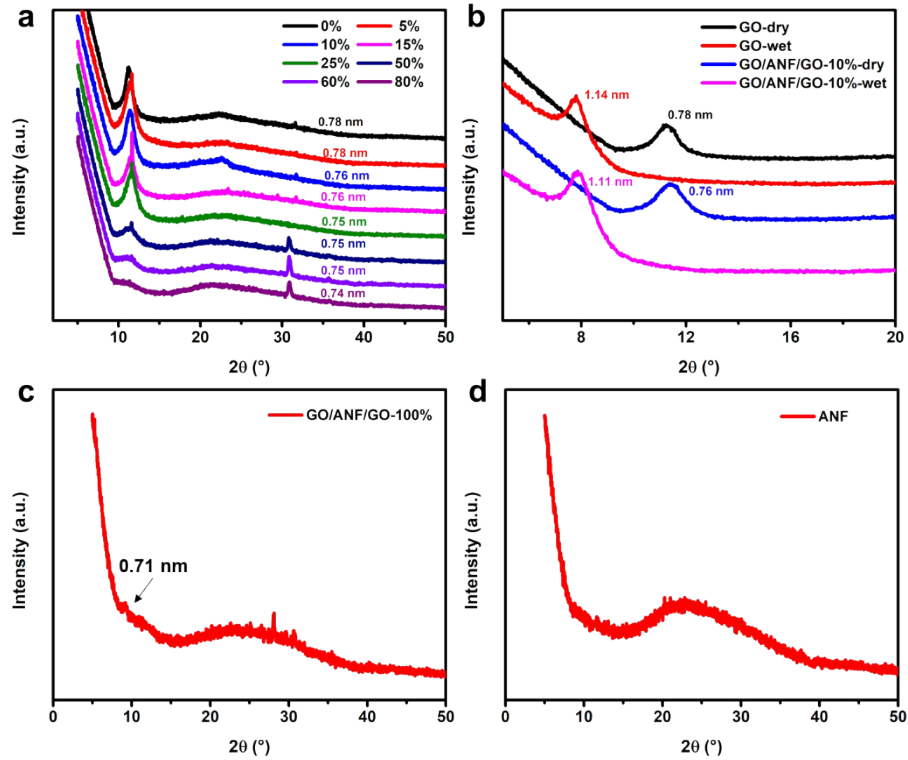 a
0% 5%
10% 15%
25% 50%
60% 80%
0.78 nm
0.78 nm
0.76 nm
0.76 nm
0.75 nm
0.75 nm
0.75 nm
0.74 nm
Intensity (a.u.)
10 20 30 40 50
2θ (°)
b
GO-dry
GO-wet
GO/ANF/GO-10%-dry
GO/ANF/GO-10%-wet
1.14 nm
0.78 nm
1.11 nm
0.76 nm
Intensity (a.u.)
8 12 16 20
2θ (°)
c
GO/ANF/GO-100%
0.71 nm
Intensity (a.u.)
0 10 20 30 40 50
2θ (°)
d
ANF
Intensity (a.u.)
0 10 20 30 40 50
2θ (°)